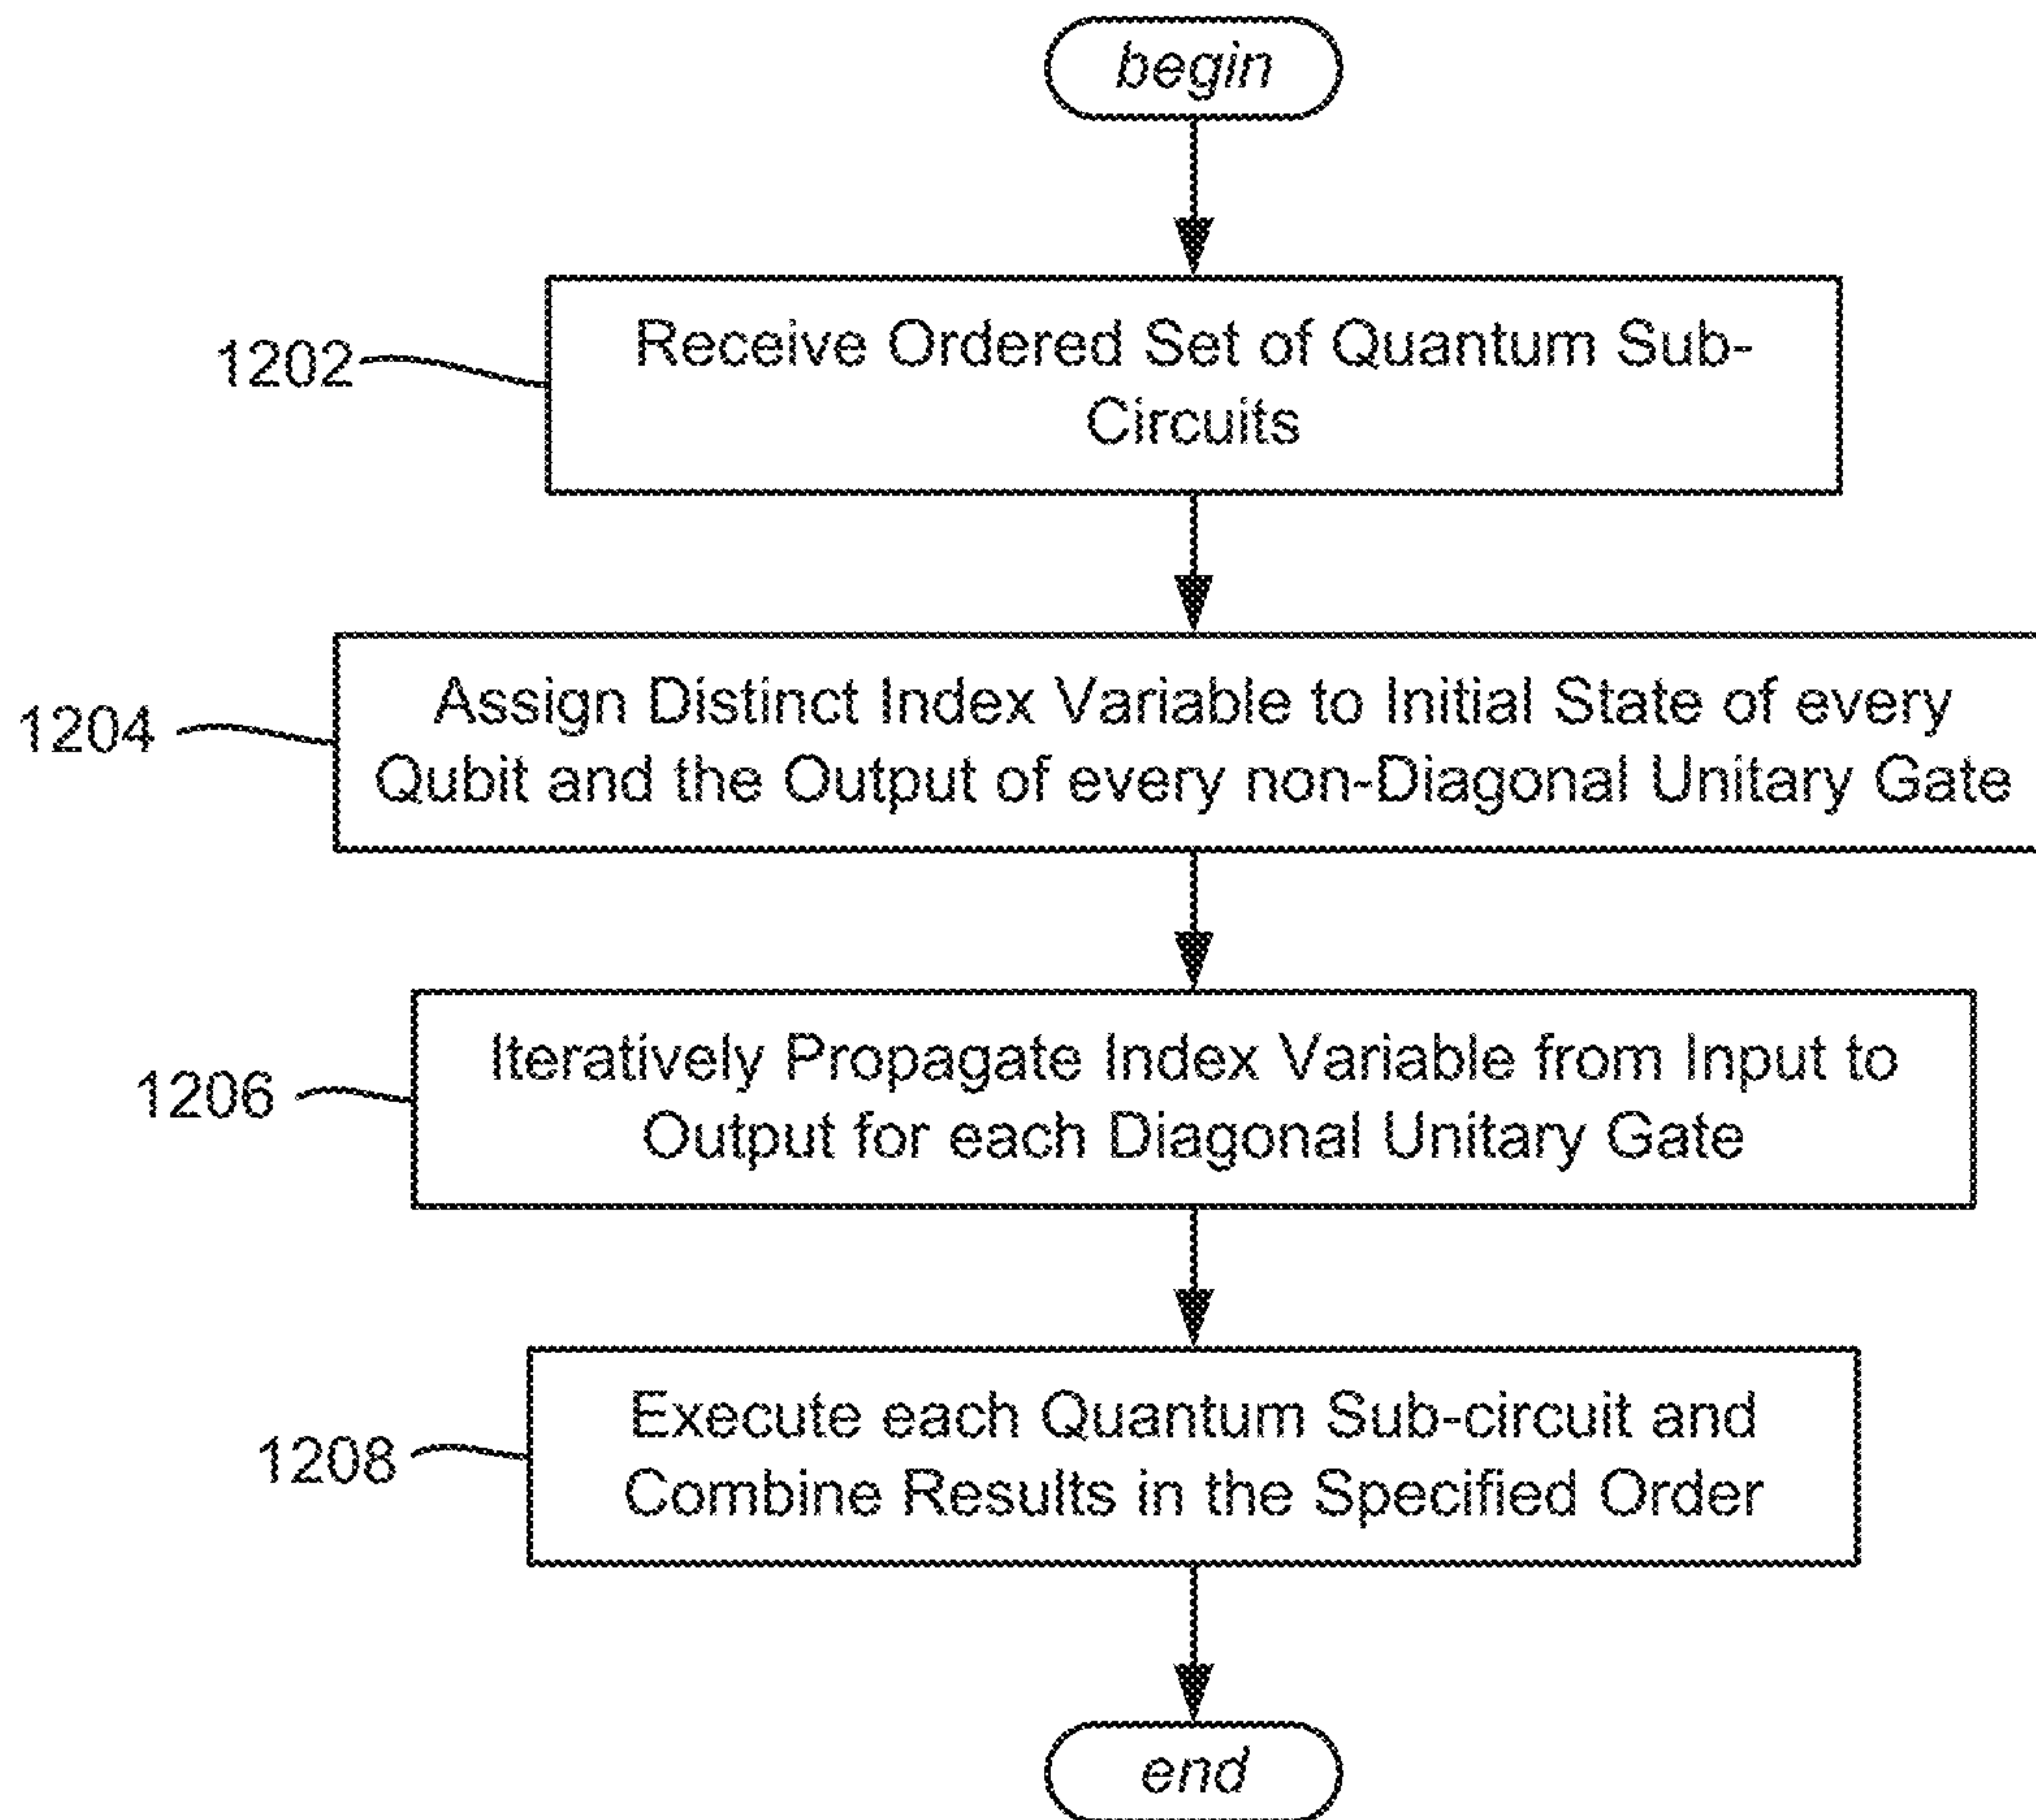 begin
1202
Receive Ordered Set of Quantum Sub-
Circuits
1204
Assign Distinct Index Variable to Initial State of every
Qubit and the Output of every non-Diagonal Unitary Gate
1206
Iteratively Propagate Index Variable from Input to
Output for each Diagonal Unitary Gate
1208
Execute each Quantum Sub-circuit and
Combine Results in the Specified Order
end